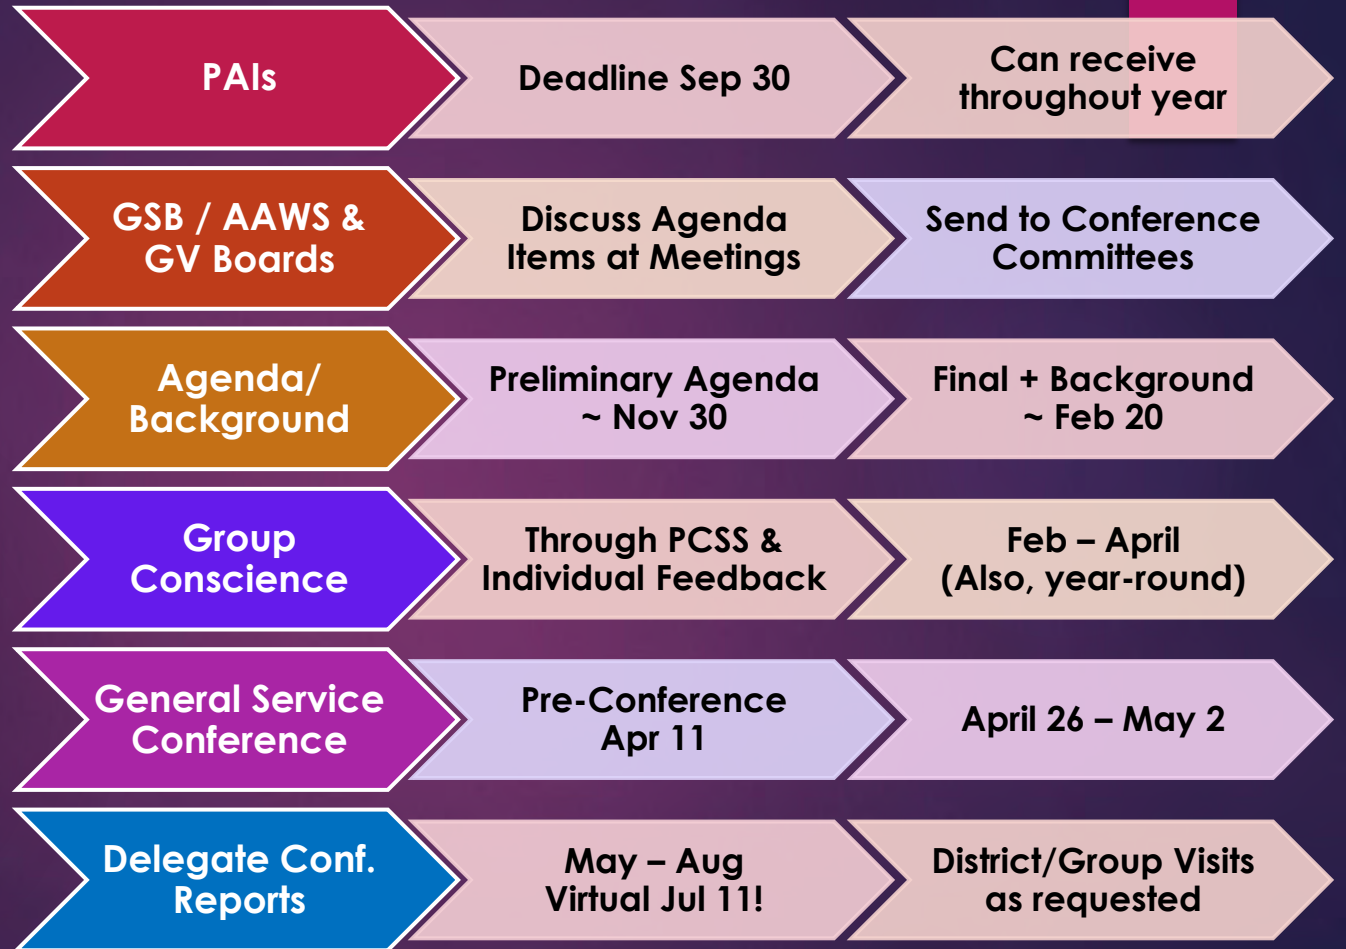 PAIs
Deadline Sep 30
Can receive
throughout year
GSB / AAWS &
GV Boards
Discuss Agenda
Items at Meetings
Send to Conference
Committees
Agenda/
Background
Preliminary Agenda
~ Nov 30
Final + Background
~ Feb 20
Group
Conscience
Through PCSS &
Individual Feedback
Feb – April
(Also, year-round)
General Service
Conference
Pre-Conference
Apr 11
April 26 – May 2
Delegate Conf.
Reports
May – Aug
Virtual Jul 11!
District/Group Visits
as requested